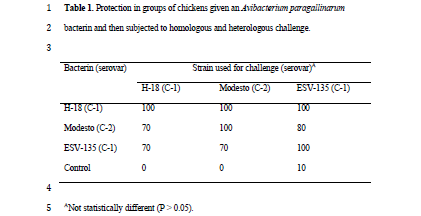 1 Table 1. Protection in groups of chickens given an Avibacterium paragallinarum
2 bacterin and then subjected to homologous and heterologous challenge.
3
Bacterin (serovar) Strain used for challenge (serovar)A
H-18 (C-1) Modesto (C-2) ESV-135 (C-1)
H-18 (C-1) 100 100 100
Modesto (C-2) 70 100 80
ESV-135 (C-1) 70 70 100
Control 0 0 10
4
5 ANot statistically different (P > 0.05).